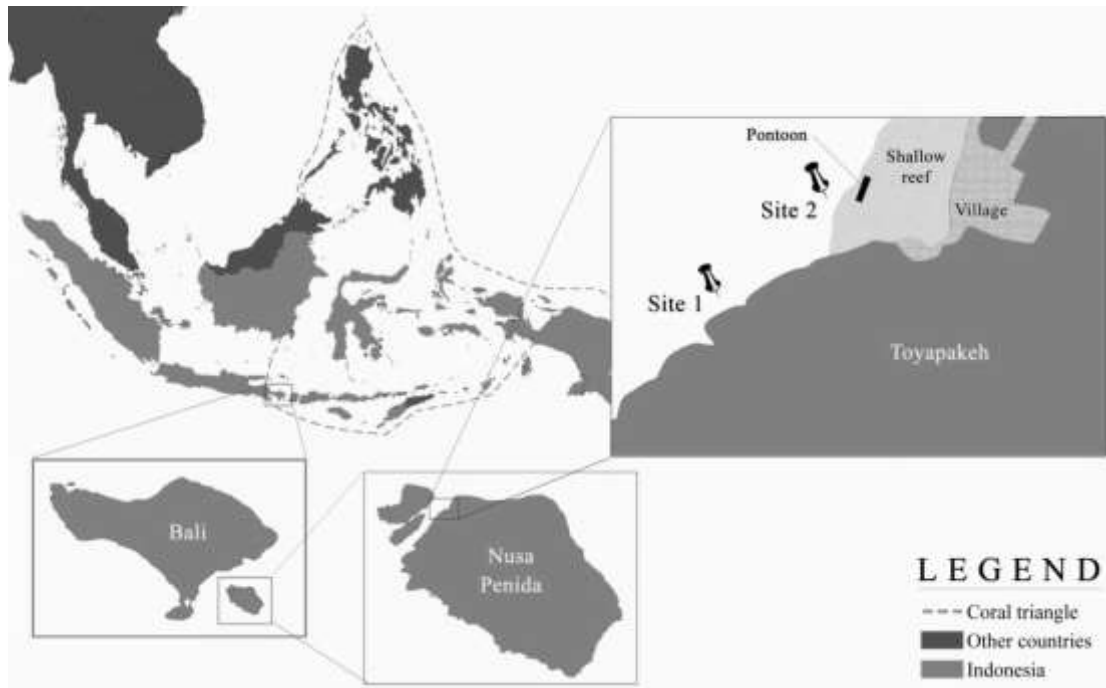 Pontoon
Shallow
reef
Site 2
Village
Site 1
Toyapakeh
Bali
Nusa
Penida
LEGEND
Coral triangle
Other countries
Indonesia